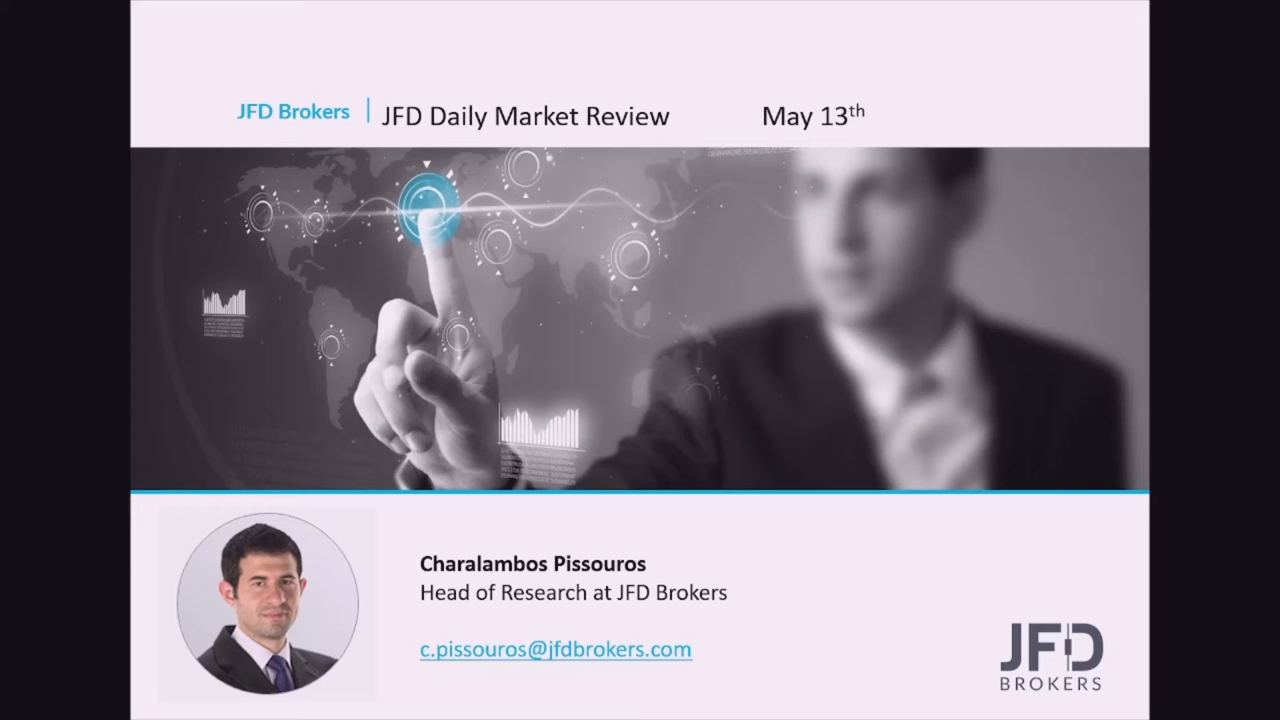 JFD Brokers | JFD Daily Market Review May 13th
Charalambos Pissouros
Head of Research at JFD Brokers
c.pissouros@jfdbrokers.com
JFD
BROKERS